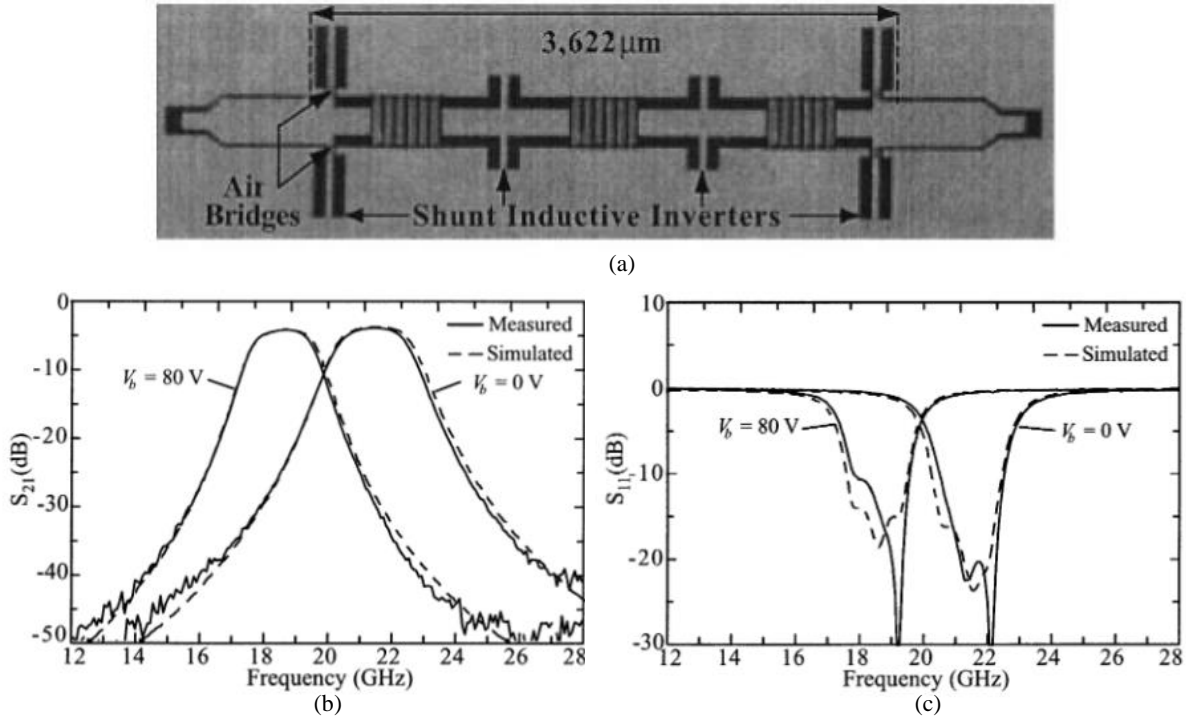 3,622μm
Air
Bridges
Shunt Inductive Inverters
(a)
0
-10
-20
-30
-40
-50
S21(dB)
Vb = 80 V
Measured
Simulated
Vb = 0 V
12 14 16 18 20 22 24 26 28
Frequency (GHz)
(b)
10
0
-10
-20
-30
S11(dB)
Measured
Simulated
Vb = 80 V
Vb = 0 V
12 14 16 18 20 22 24 26 28
Frequency (GHz)
(c)